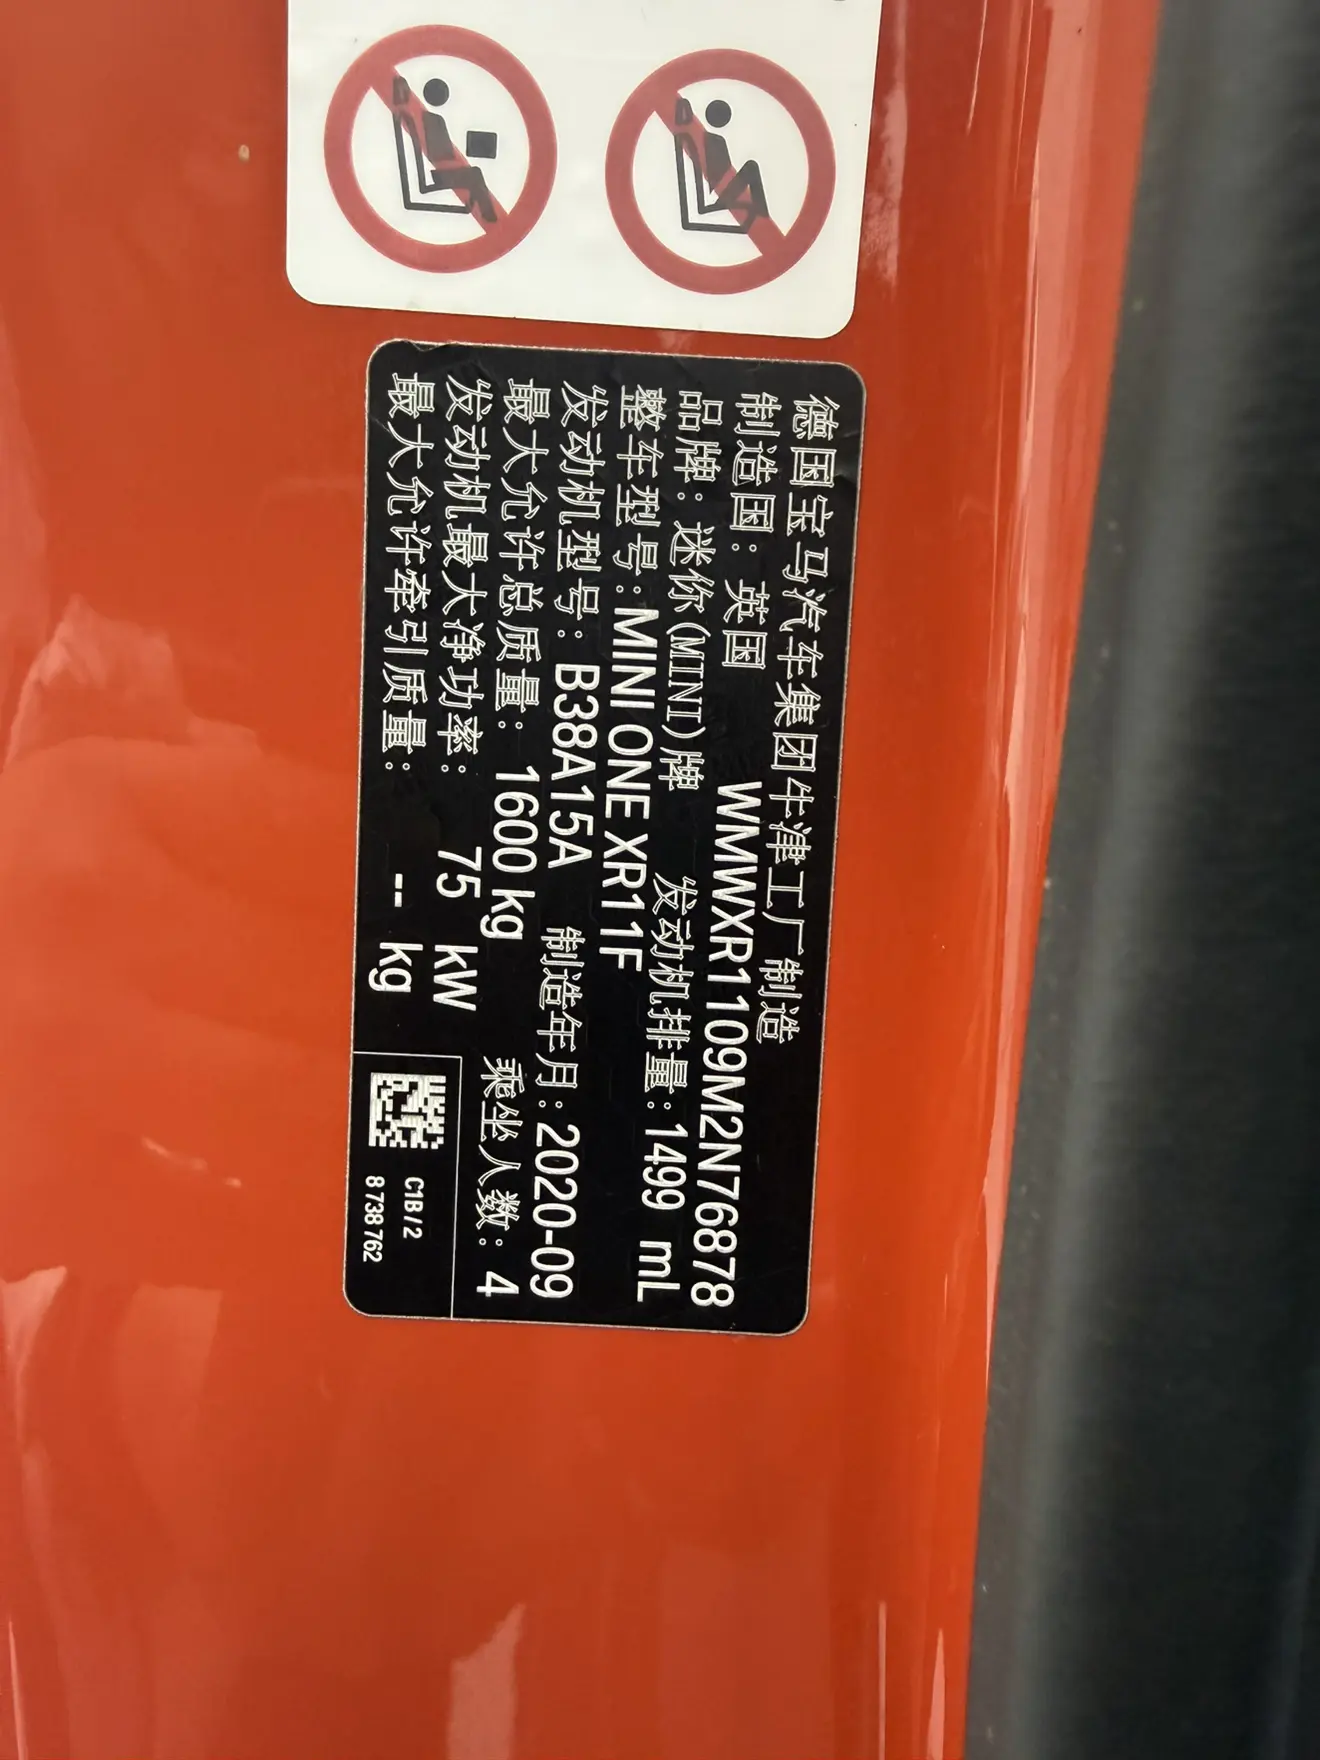 德国宝马汽车集团牛津工厂制造
制造国：英国 WMWXR1109M2N76878
品牌：迷你(MINI)牌 发动机排量：1499 mL
整车型号：MINI ONE XR11F
发动机型号：B38A15A 制造年月：2020-09
最大允许总质量：1600 kg 乘坐人数：4
发动机最大净功率：75 kW
最大允许牵引质量：-- kg
C1B/2
8 738 762